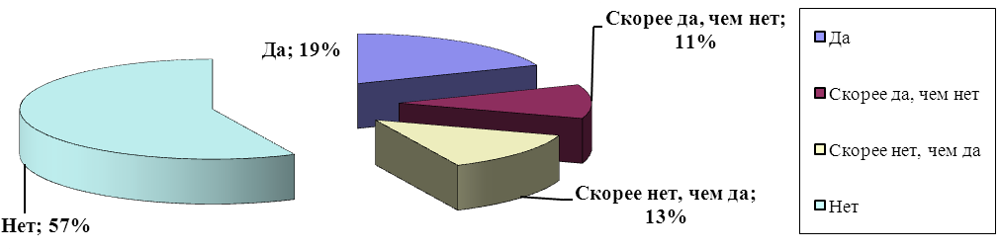 Скорее да, чем нет;
11%
Да; 19%
Скорее нет, чем да;
13%
Нет; 57%
Да
Скорее да, чем нет
Скорее нет, чем да
Нет